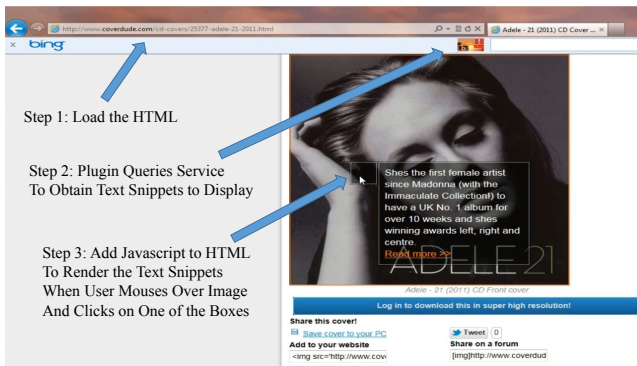 http://www.coverdude.com/cd-covers/25377-adele-21-2011.html
Adele - 21 (2011) CD Cover ...
× bing
Step 1: Load the HTML
Step 2: Plugin Queries Service
To Obtain Text Snippets to Display
Step 3: Add Javascript to HTML
To Render the Text Snippets
When User Mouses Over Image
And Clicks on One of the Boxes
Shes the first female artist
since Madonna (with the
Immaculate Collection!) to
have a UK No. 1 album for
over 10 weeks and shes
winning awards left, right and
centre.
Read more >>
ADELE 21
Adele - 21 (2011) CD Front cover
Log in to download this in super high resolution!
Share this cover!
Save cover to your PC
Tweet 0
Add to your website
Share on a forum
<img src='http://www.cov
[img]http://www.coverdud